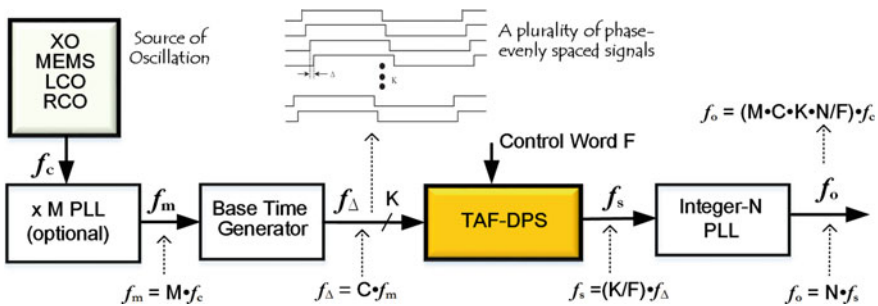 XO
MEMS
LCO
RCO
Source of
Oscillation
Δ
K
A plurality of phase-
evenly spaced signals
f_c
x M PLL
(optional)
f_m
f_m = M•f_c
Base Time
Generator
f_Δ
K
f_Δ = C•f_m
Control Word F
TAF-DPS
f_s
f_s=(K/F)•f_Δ
Integer-N
PLL
f_o = (M•C•K•N/F)•f_c
f_o
f_o = N•f_s